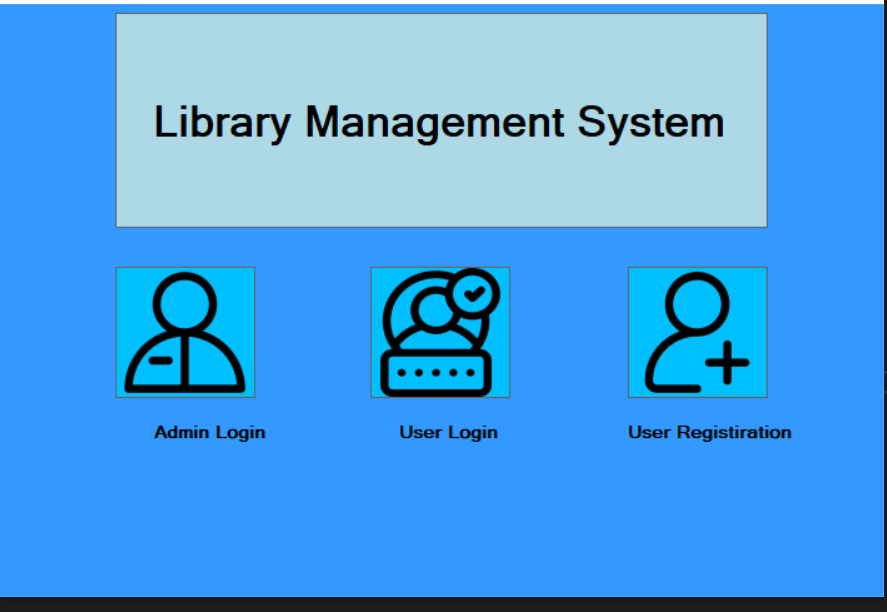 Library Management System
Admin Login
User Login
User Registiration